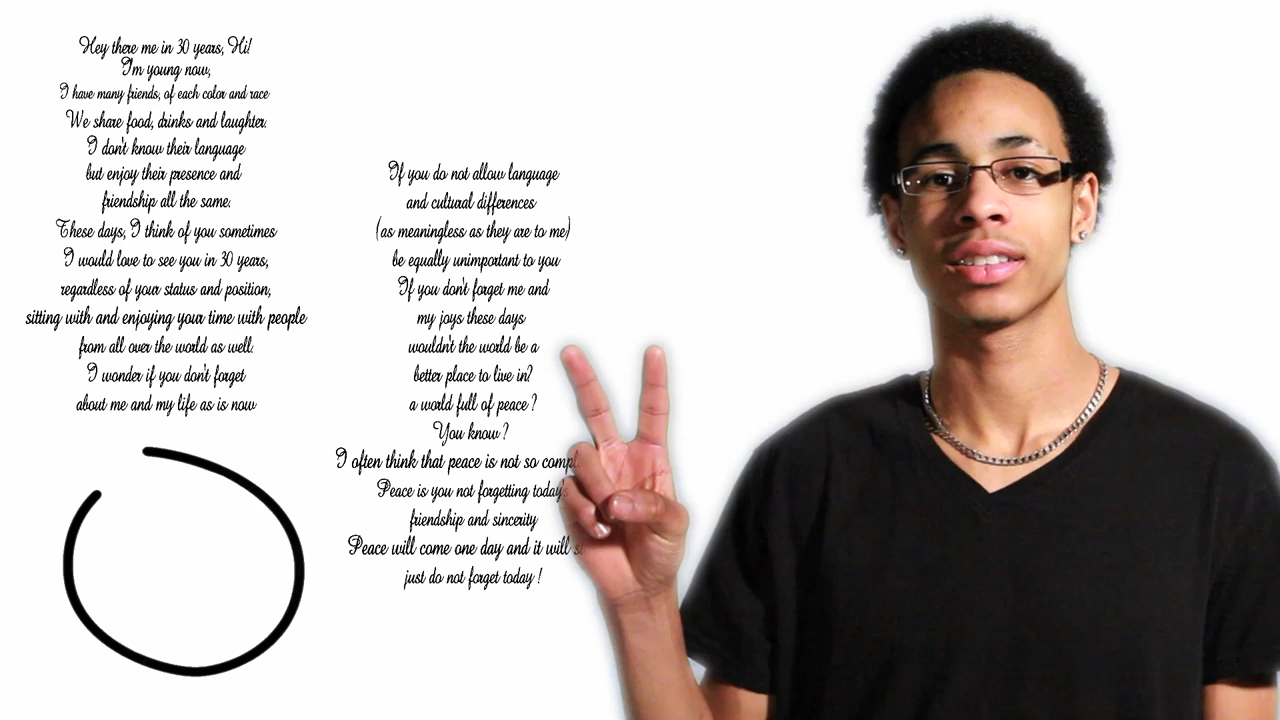 Hey there me in 30 years, Hi!
I'm young now,
I have many friends, of each color and race
We share food, drinks and laughter.
I don't know their language
but enjoy their presence and
friendship all the same.
These days, I think of you sometimes
I would love to see you in 30 years,
regardless of your status and position,
sitting with and enjoying your time with people
from all over the world as well.
I wonder if you don't forget
about me and my life as is now
If you do not allow language
and cultural differences
(as meaningless as they are to me)
be equally unimportant to you
If you don't forget me and
my joys these days
wouldn't the world be a
better place to live in?
a world full of peace?
You know?
I often think that peace is not so
Peace is you not forgetting today's
friendship and sincerity
Peace will come one day and it will
just do not forget today!